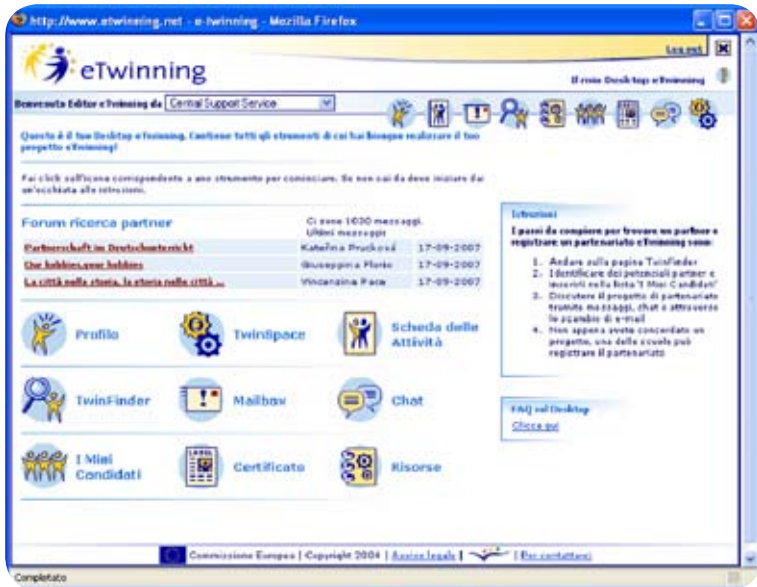 http://www.etwinning.net - e-twinning - Mozilla Firefox
Log out
eTwinning
Il mio Desktop eTwinning
Benvenuto Editor eTwinning da Central Support Service
Questo è il tuo Desktop eTwinning. Contiene tutti gli strumenti di cui hai bisogno realizzare il tuo
progetto eTwinning!
Fai click sull'icona corrispondente a uno strumento per cominciare. Se non sai da dove iniziare dai
un'occhiata alle istruzioni.
Forum ricerca partner
Ci sono 1030 messaggi.
Ultimi messaggi:
Partnerschaft im Deutschunterricht Kateřina Prucková 17-09-2007
Our hobbies,your hobbies Giuseppina Florio 17-09-2007
La città nella storia, la storia nelle città ... Vincenzina Pace 17-09-2007
Profilo
TwinSpace
Scheda delle
Attività
TwinFinder
Mailbox
Chat
I Miei
Candidati
LABEL
Certificato
Risorse
Istruzioni
I passi da compiere per trovare un partner e
registrare un partenariato eTwinning sono:
1. Andare sulla pagina TwinFinder
2. Identificare dei potenziali partner e
inserirli nella lista 'I Miei Candidati'
3. Discutere il progetto di partenariato
tramite messaggi, chat o attraverso
lo scambio di e-mail
4. Non appena avete concordato un
progetto, una delle scuole può
registrare il partenariato
FAQ sul Desktop
Clicca qui
Commissione Europea | Copyright 2004 | Avviso legale | | Per contattarci
Completato